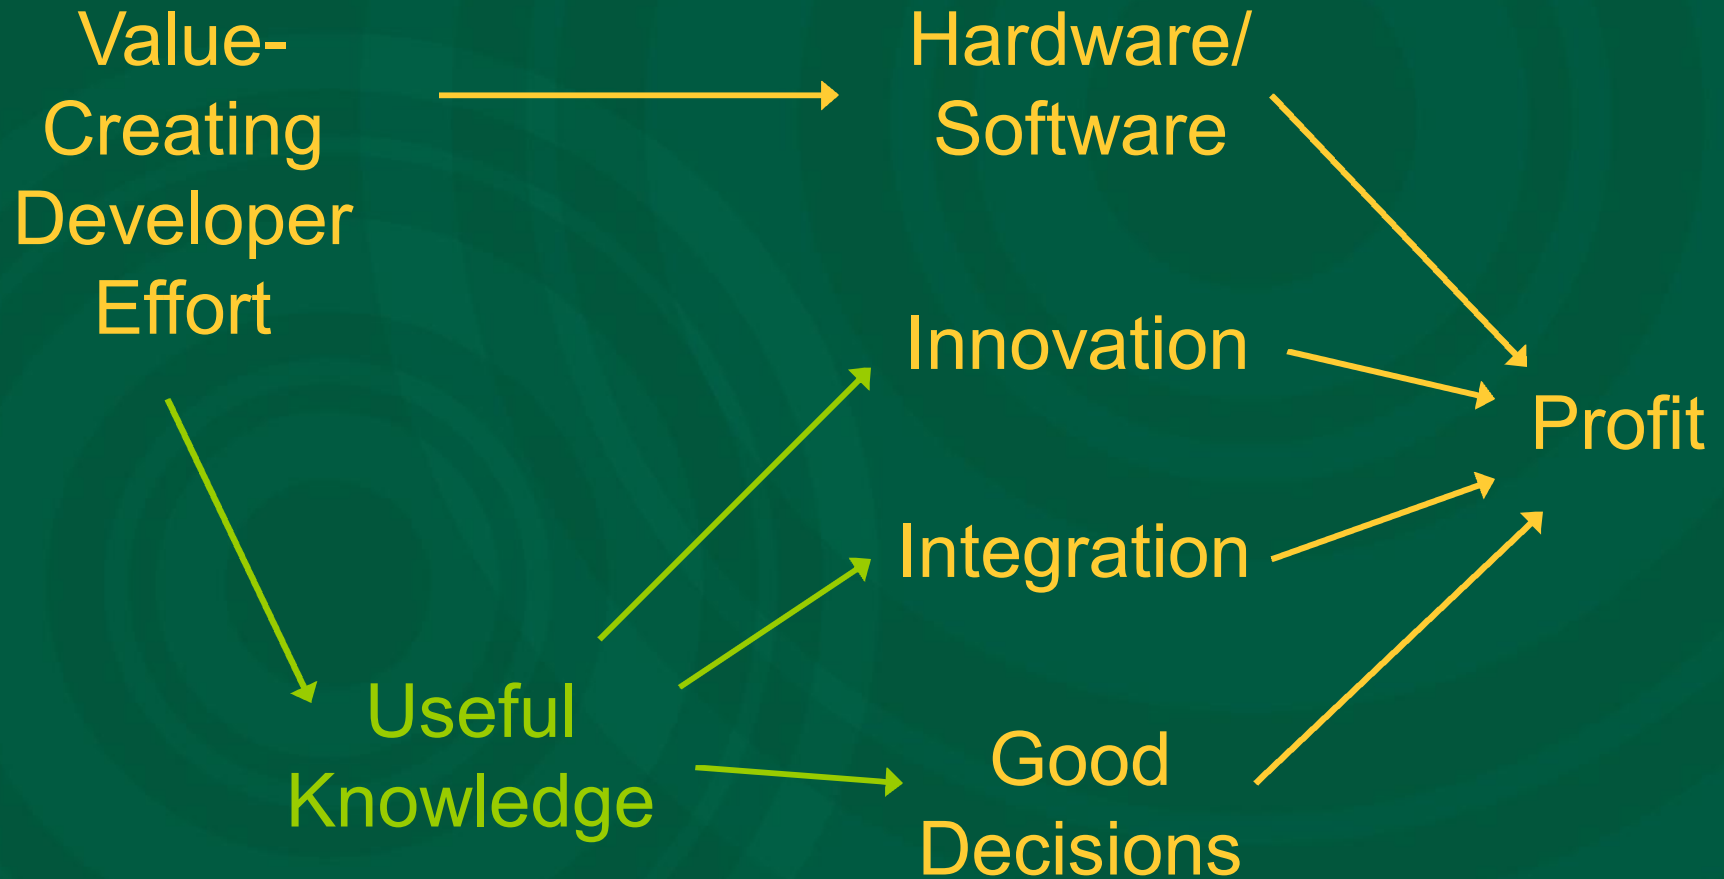 Value-
Creating
Developer
Effort
Hardware/
Software
Innovation
Integration
Profit
Useful
Knowledge
Good
Decisions